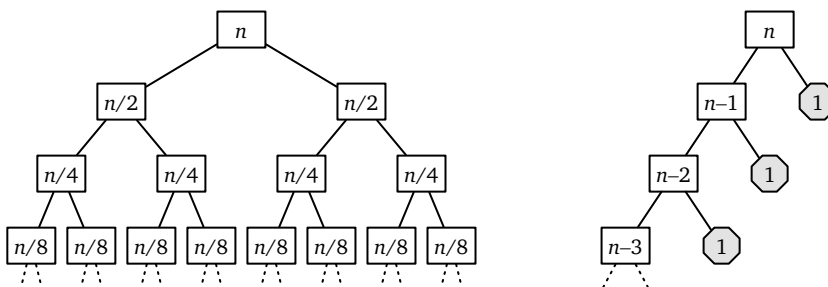 n n
n/2 n/2 n–1 1
n/4 n/4 n/4 n/4 n–2 1
n/8 n/8 n/8 n/8 n/8 n/8 n/8 n/8 n–3 1